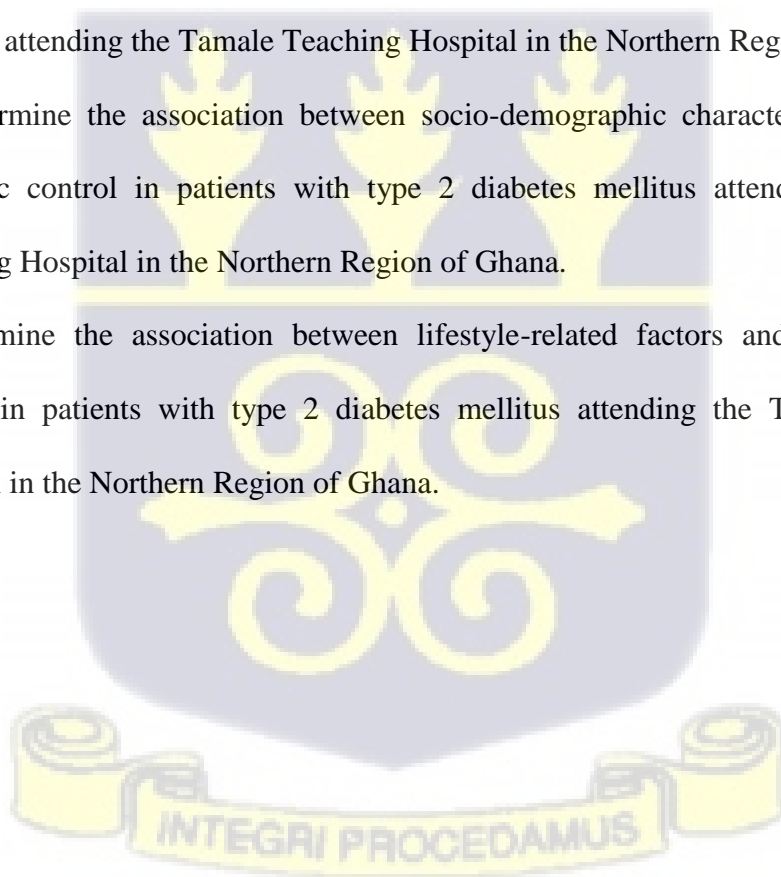 attending the Tamale Teaching Hospital in the Northern Reg
rmine the association between socio-demographic characte
c control in patients with type 2 diabetes mellitus attend
g Hospital in the Northern Region of Ghana.
mine the association between lifestyle-related factors and
in patients with type 2 diabetes mellitus attending the T
in the Northern Region of Ghana.
INTEGRI PROCEDAMUS